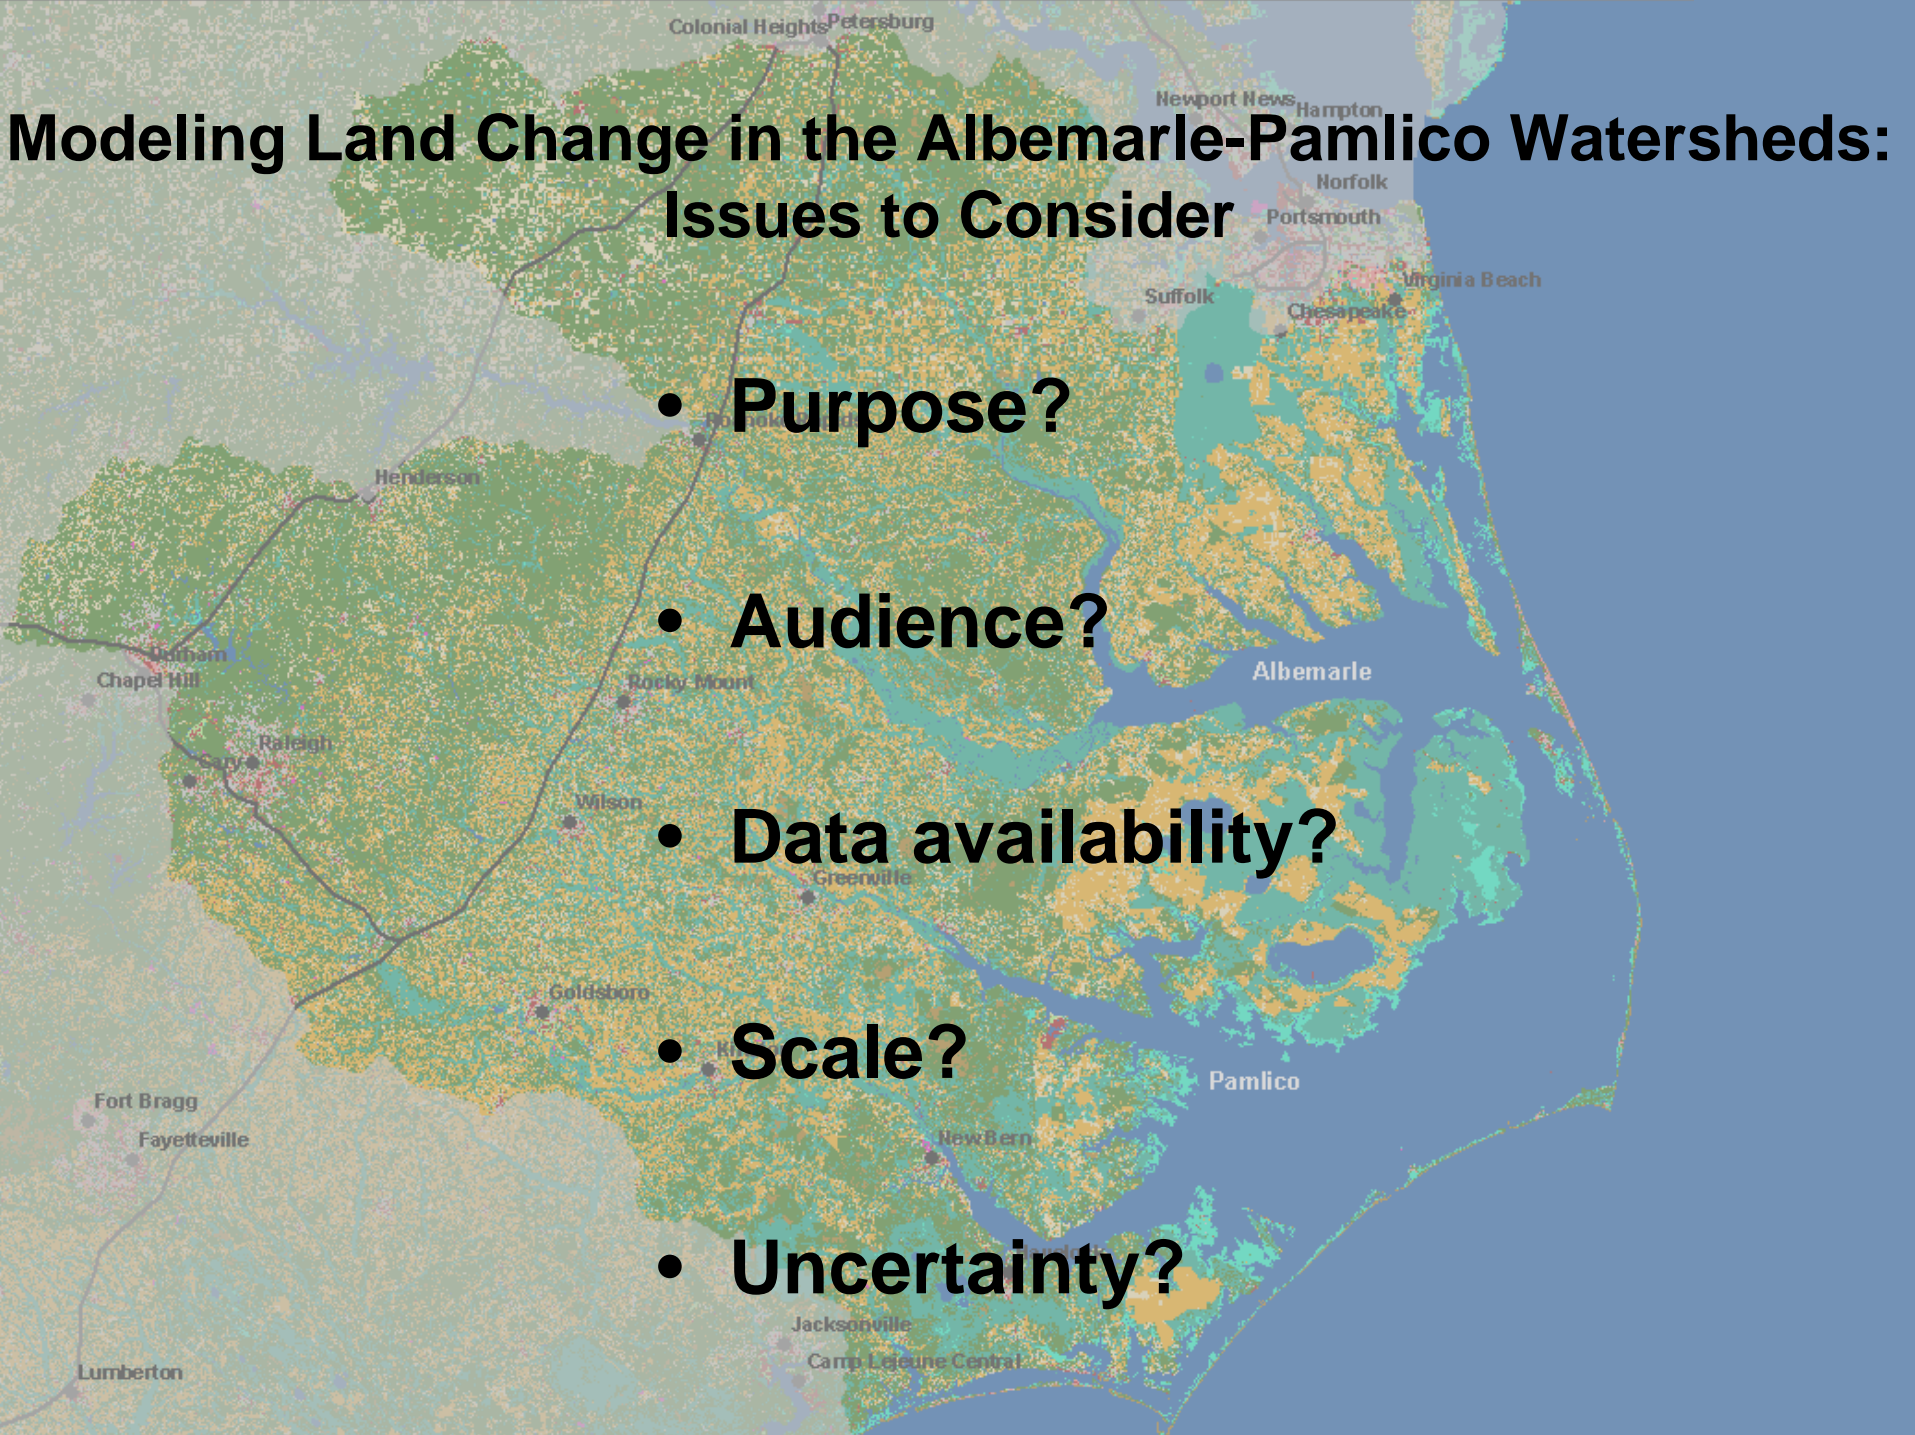 Colonial Heights
Petersburg
Newport News
Hampton
Modeling Land Change in the Albemarle-Pamlico Watersheds:
Issues to Consider
Norfolk
Portsmouth
Virginia Beach
Suffolk
Chesapeake
• Purpose?
Henderson
• Audience?
Durham
Chapel Hill
Albemarle
Rocky Mount
Raleigh
Cary
Wilson
• Data availability?
Greenville
Goldsboro
• Scale?
Pamlico
Fort Bragg
Fayetteville
New Bern
• Uncertainty?
Jacksonville
Camp Lejeune Central
Lumberton